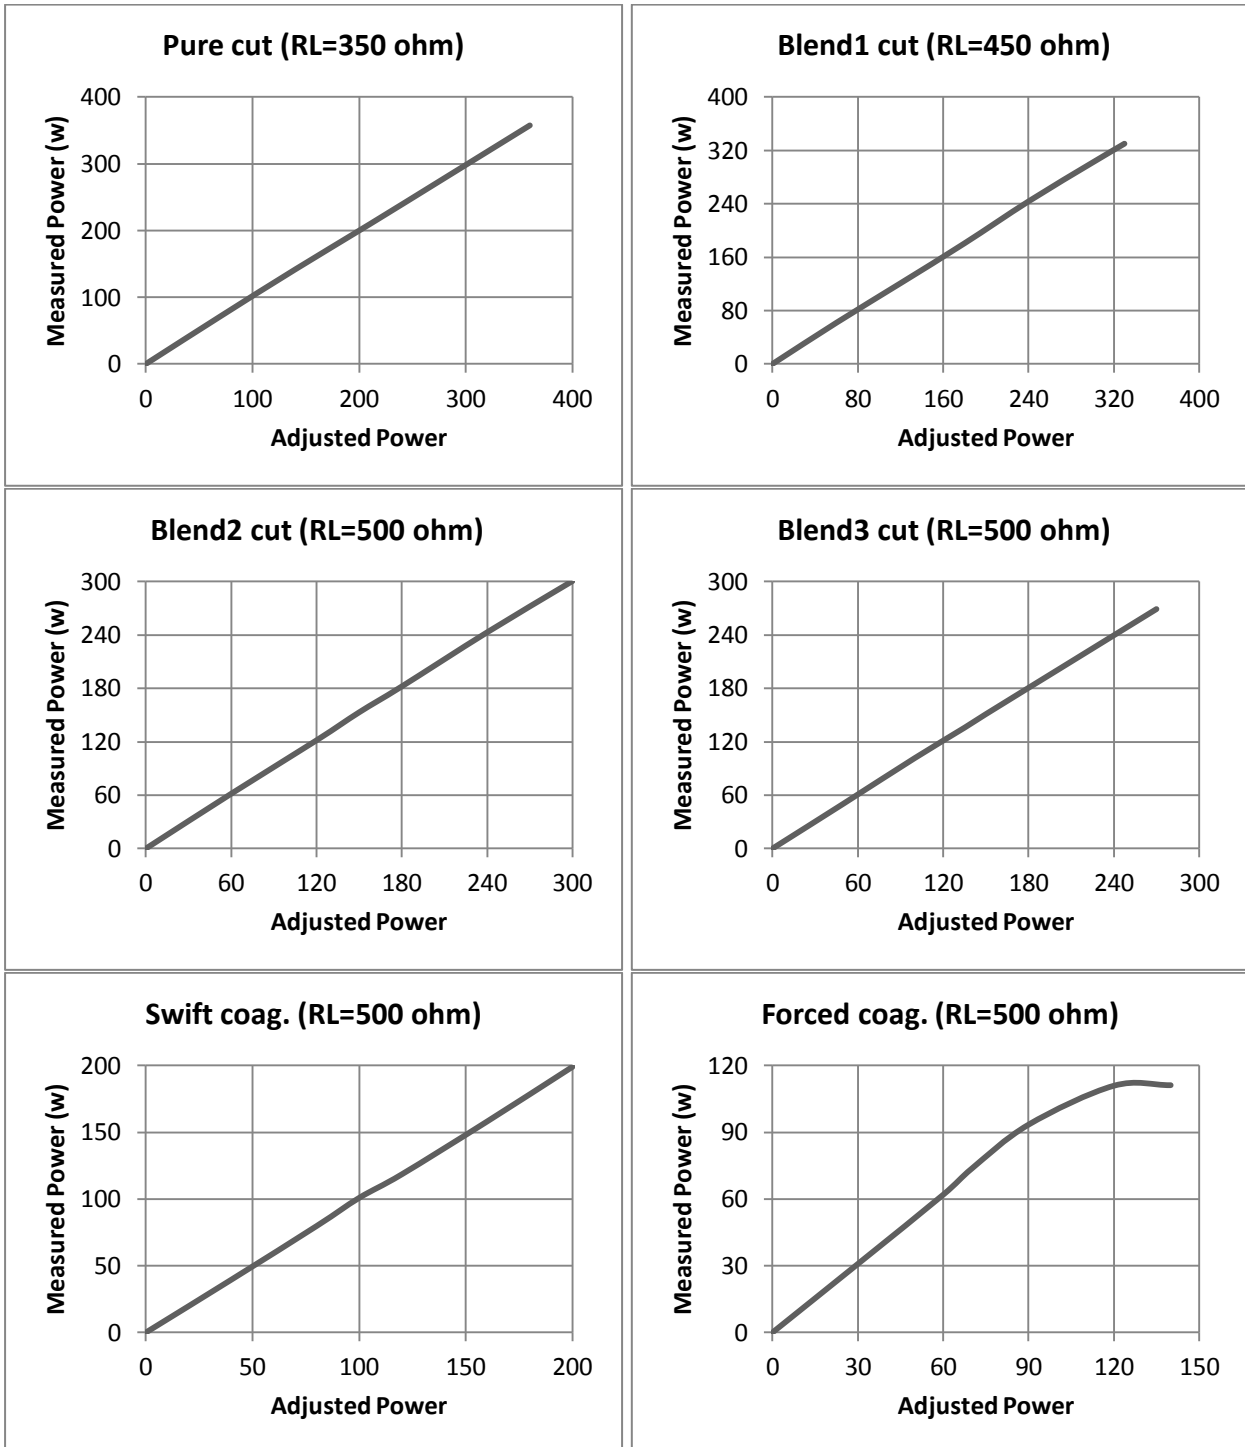 Pure cut (RL=350 ohm)
Measured Power (w)
400
300
200
100
0
0 100 200 300 400
Adjusted Power
Blend1 cut (RL=450 ohm)
Measured Power (w)
400
320
240
160
80
0
0 80 160 240 320 400
Adjusted Power
Blend2 cut (RL=500 ohm)
Measured Power (w)
300
240
180
120
60
0
0 60 120 180 240 300
Adjusted Power
Blend3 cut (RL=500 ohm)
Measured Power (w)
300
240
180
120
60
0
0 60 120 180 240 300
Adjusted Power
Swift coag. (RL=500 ohm)
Measured Power (w)
200
150
100
50
0
0 50 100 150 200
Adjusted Power
Forced coag. (RL=500 ohm)
Measured Power (w)
120
90
60
30
0
0 30 60 90 120 150
Adjusted Power